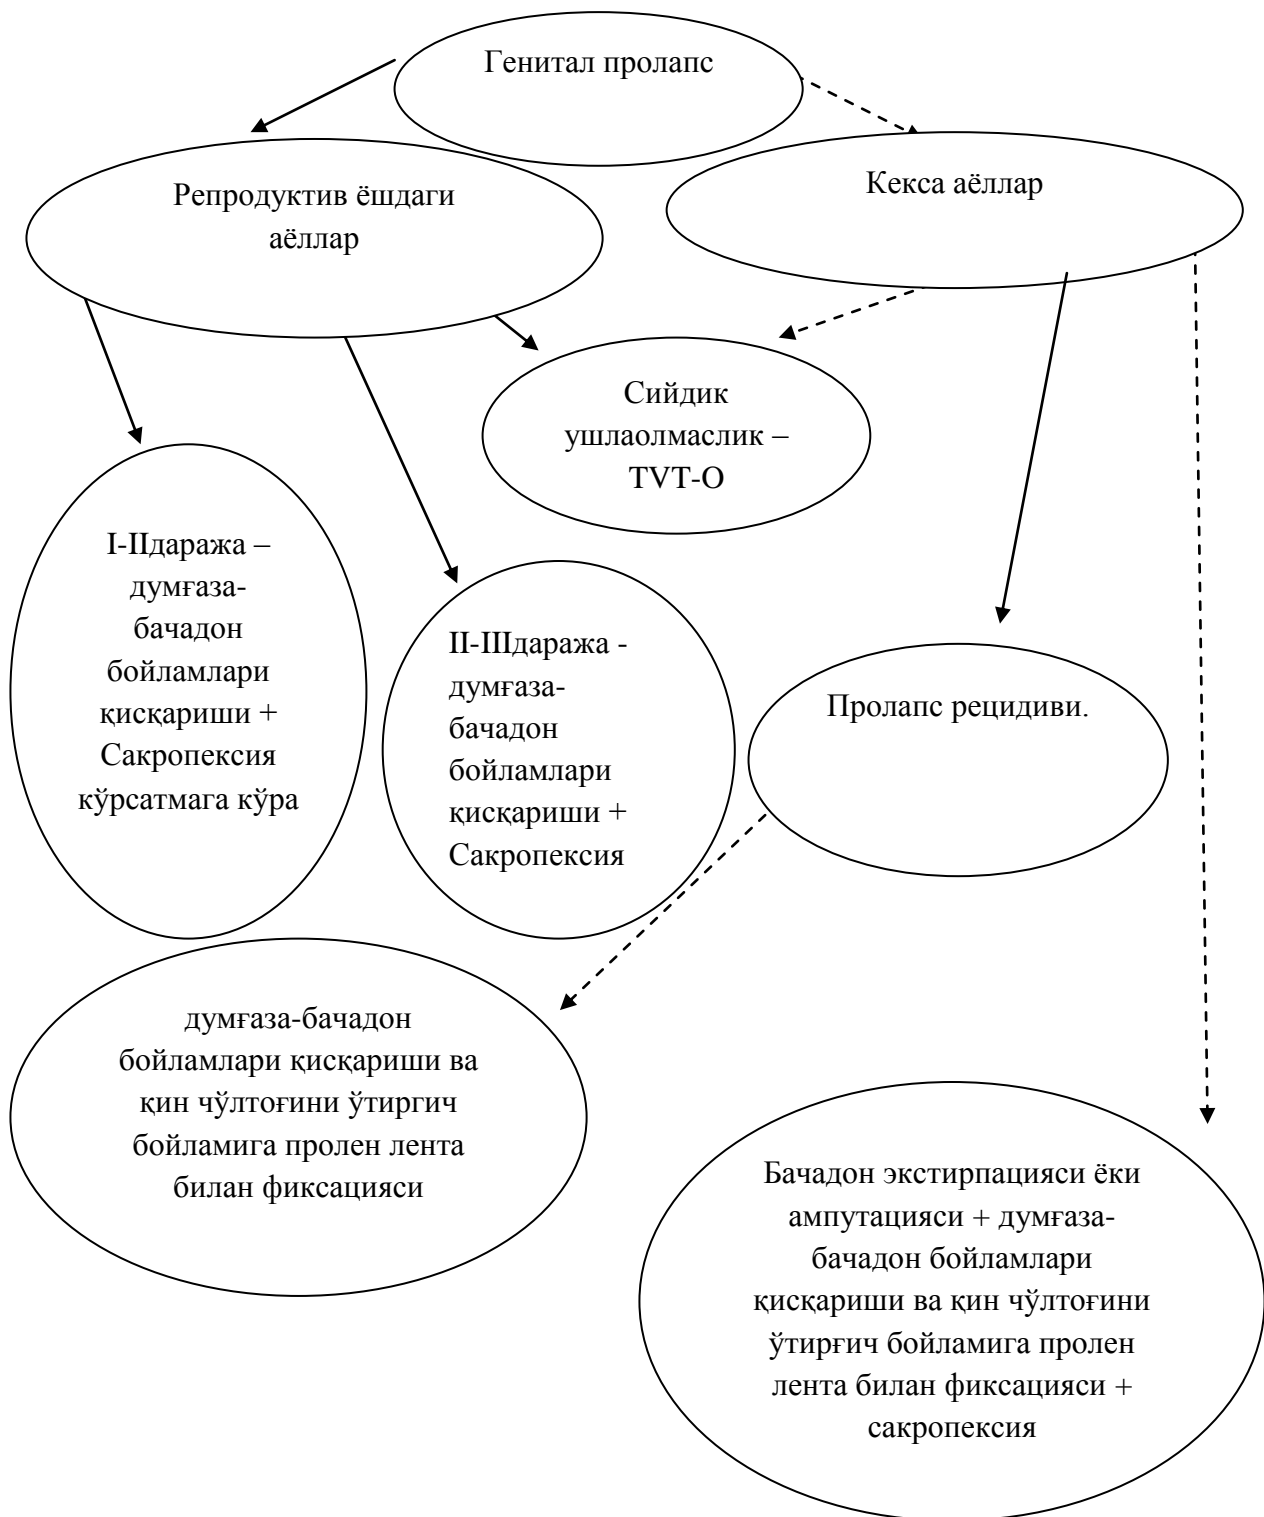 Генитал пролапс
Репродуктив ёшдаги
аёллар
Кекса аёллар
Сийдик
ушлаолмаслик –
TVT-O
I-IIдаража –
думғаза-
бачадон
бойламлари
қисқариши +
Сакропексия
кўрсатмага кўра
II-IIIдаража -
думғаза-
бачадон
бойламлари
қисқариши +
Сакропексия
Пролапс рецидиви.
думғаза-бачадон
бойламлари қисқариши ва
қин чўлтоғини ўтиргич
бойламига пролен лента
билан фиксацияси
Бачадон экстирпацияси ёки
ампутацияси + думғаза-
бачадон бойламлари
қисқариши ва қин чўлтоғини
ўтирғич бойламига пролен
лента билан фиксацияси +
сакропексия